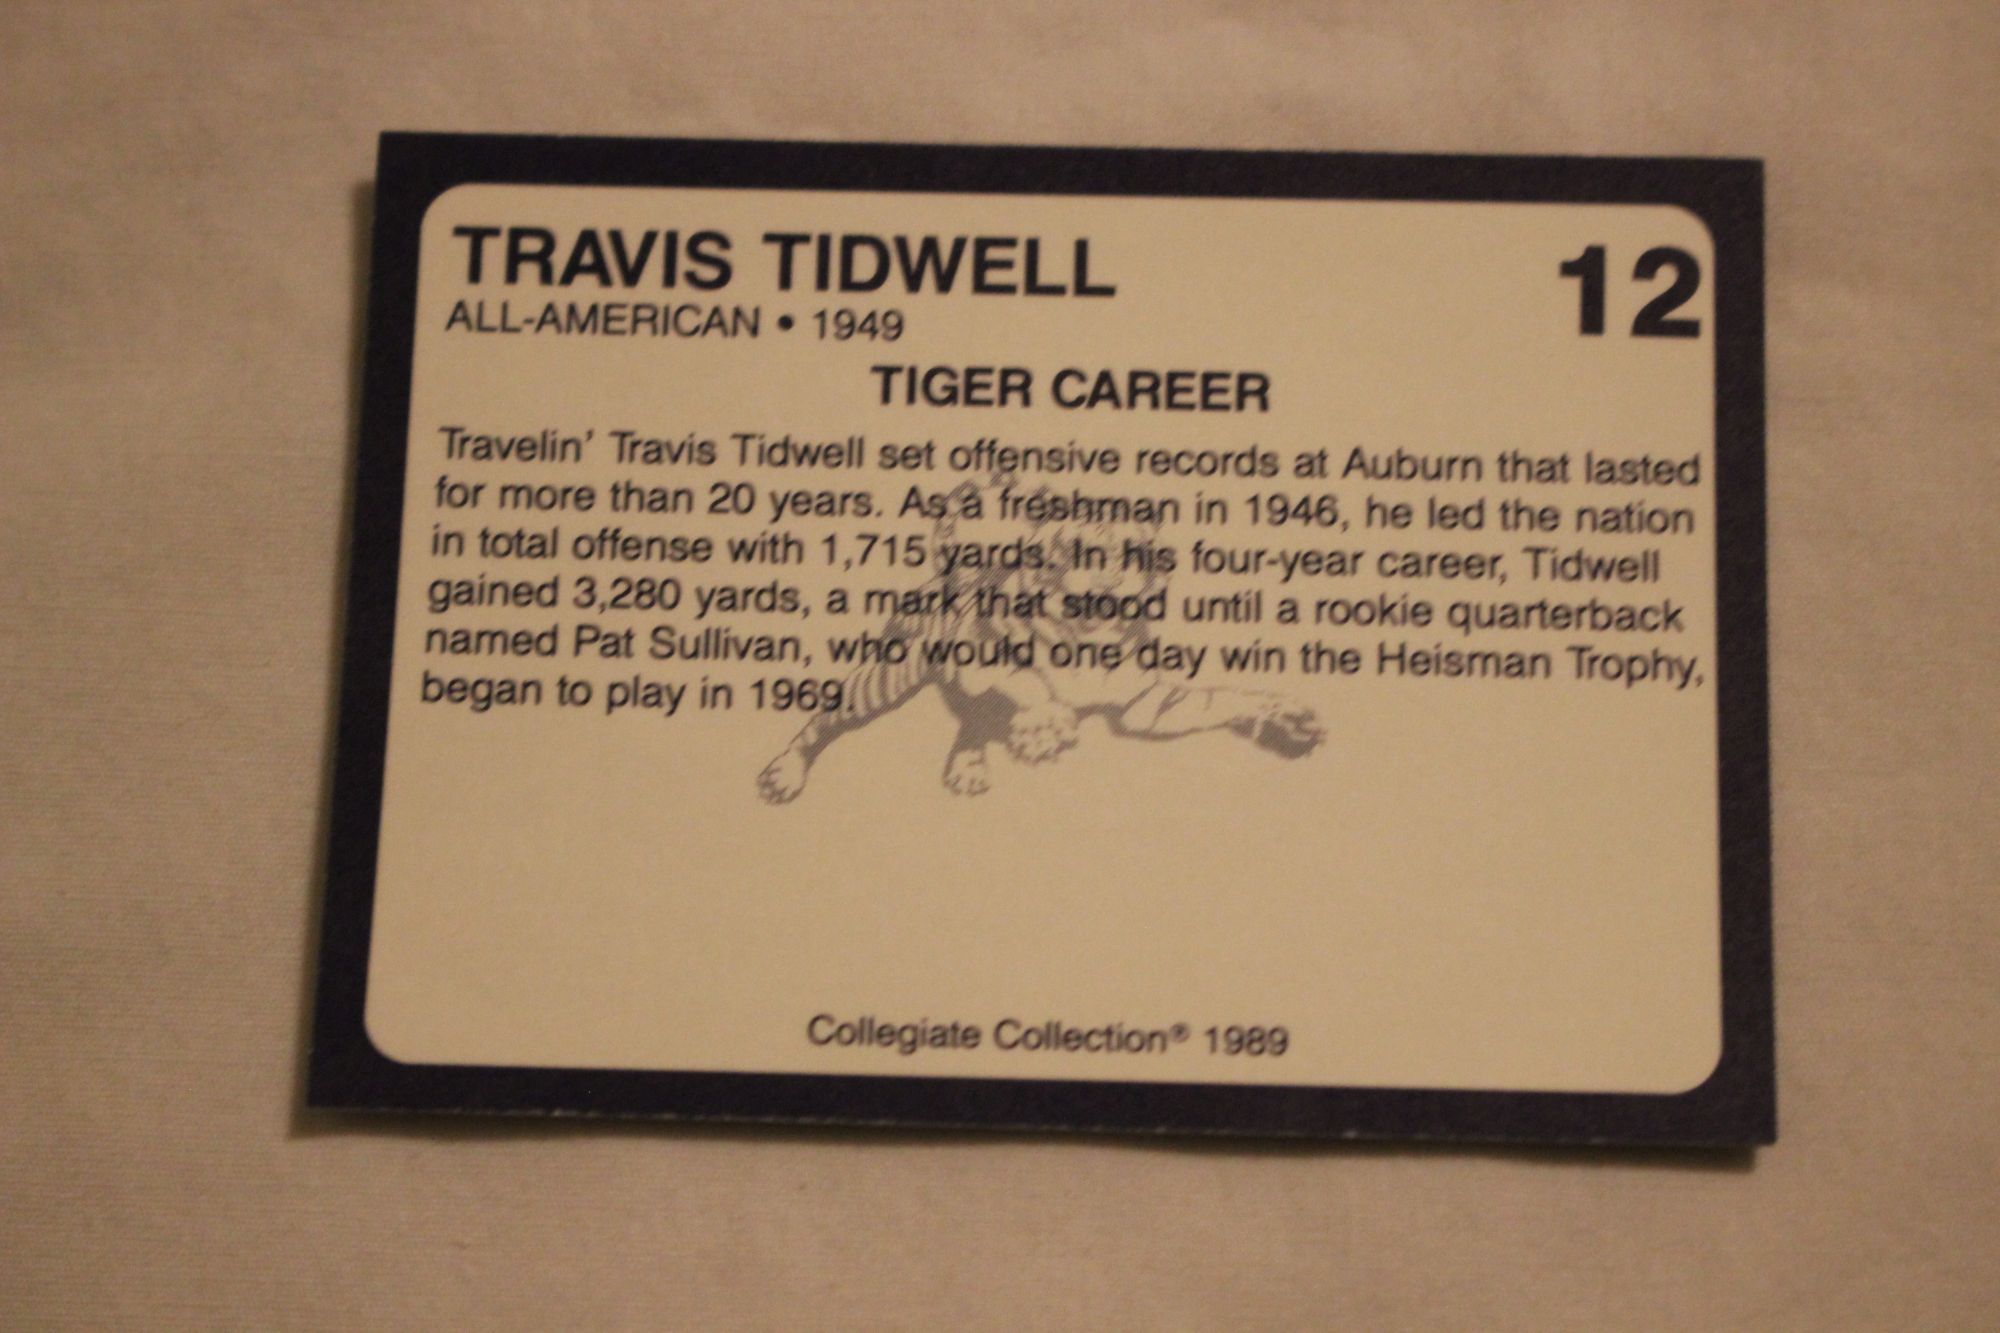 TRAVIS TIDWELL 12
ALL-AMERICAN • 1949
TIGER CAREER
Travelin' Travis Tidwell set offensive records at Auburn that lasted
for more than 20 years. As a freshman in 1946, he led the nation
in total offense with 1,715 yards. In his four-year career, Tidwell
gained 3,280 yards, a mark that stood until a rookie quarterback
named Pat Sullivan, who would one day win the Heisman Trophy,
began to play in 1969.
Collegiate Collection® 1989